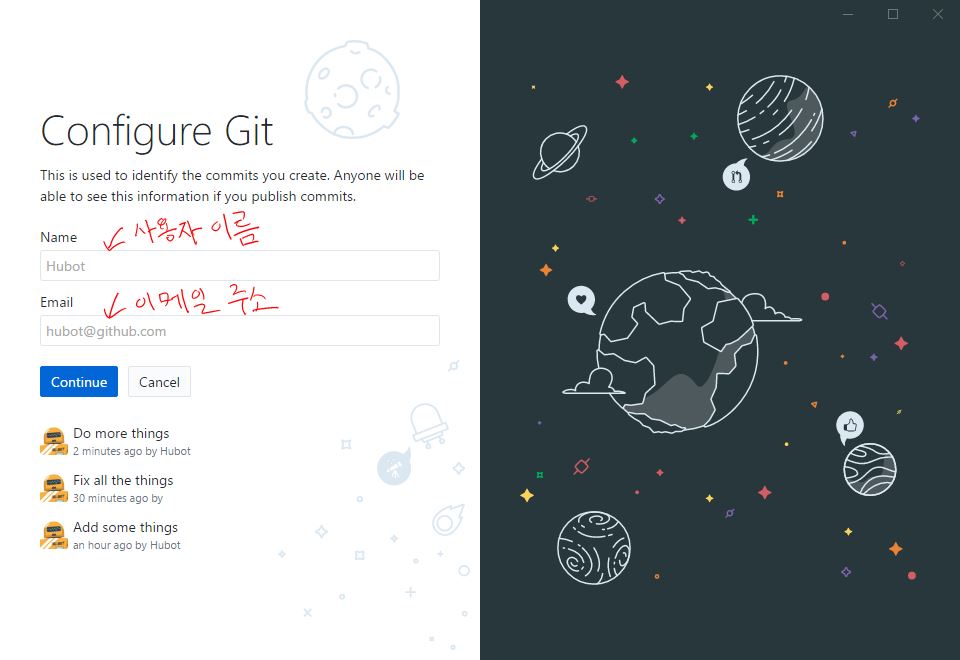 Configure Git
This is used to identify the commits you create. Anyone will be
able to see this information if you publish commits.
Name
사용자 이름
Hubot
Email
이메일 주소
hubot@github.com
Continue
Cancel
Do more things
2 minutes ago by Hubot
Fix all the things
30 minutes ago by
Add some things
an hour ago by Hubot